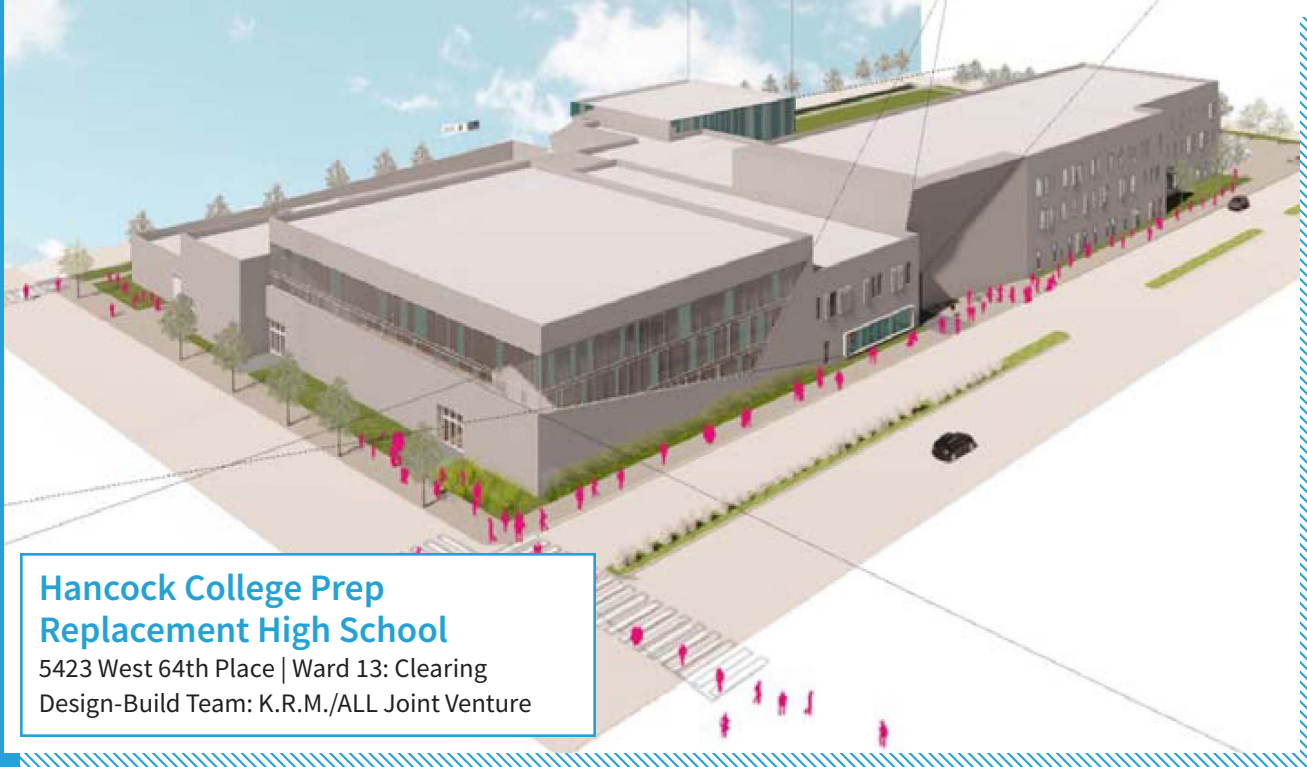 Hancock College Prep
Replacement High School
5423 West 64th Place | Ward 13: Clearing
Design-Build Team: K.R.M./ALL Joint Venture